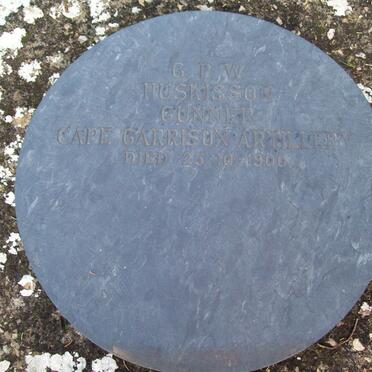 G P W
HUSKISSON
GUNNER
CAPE GARRISON ARTILLERY
DIED 25 10 1900